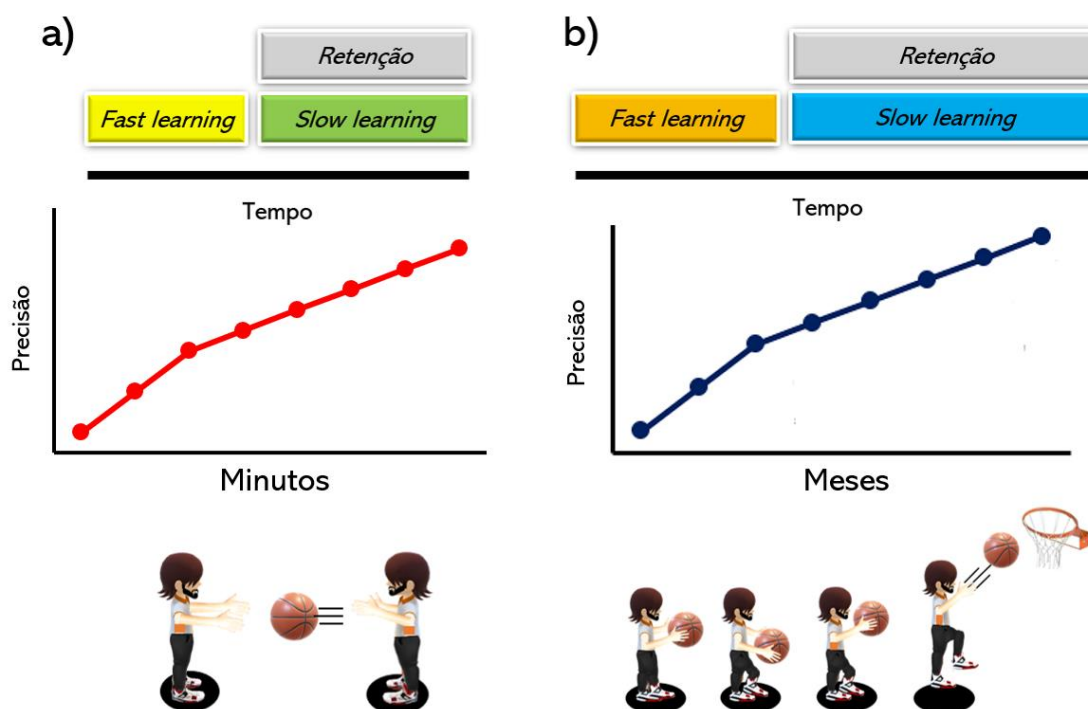 a)
Retenção
Fast learning
Slow learning
Tempo
Precisão
Minutos
b)
Retenção
Fast learning
Slow learning
Tempo
Precisão
Meses